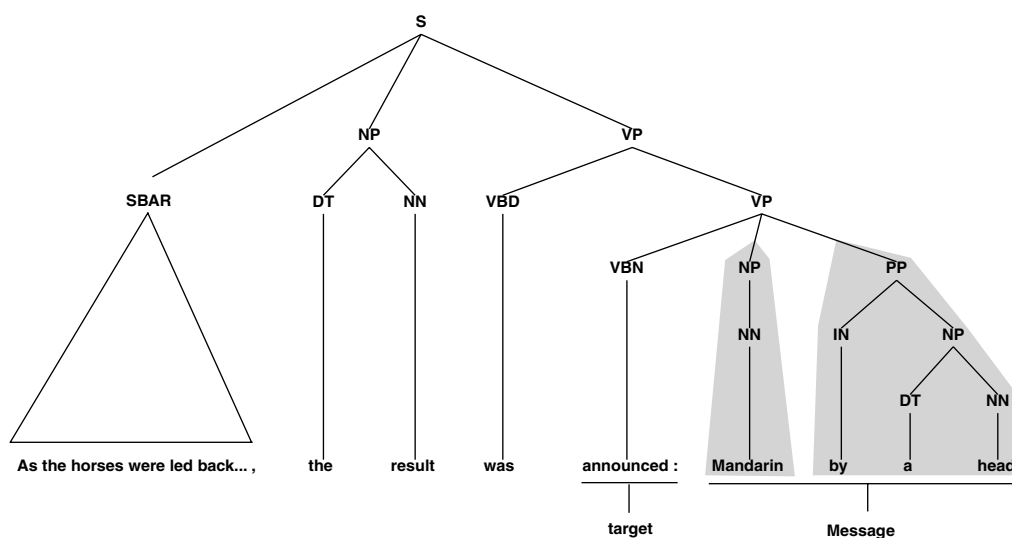 S
NP VP
SBAR DT NN VBD VP
VBN NP PP
NN IN NP
DT NN
As the horses were led back... , the result was announced : Mandarin by a head
target Message